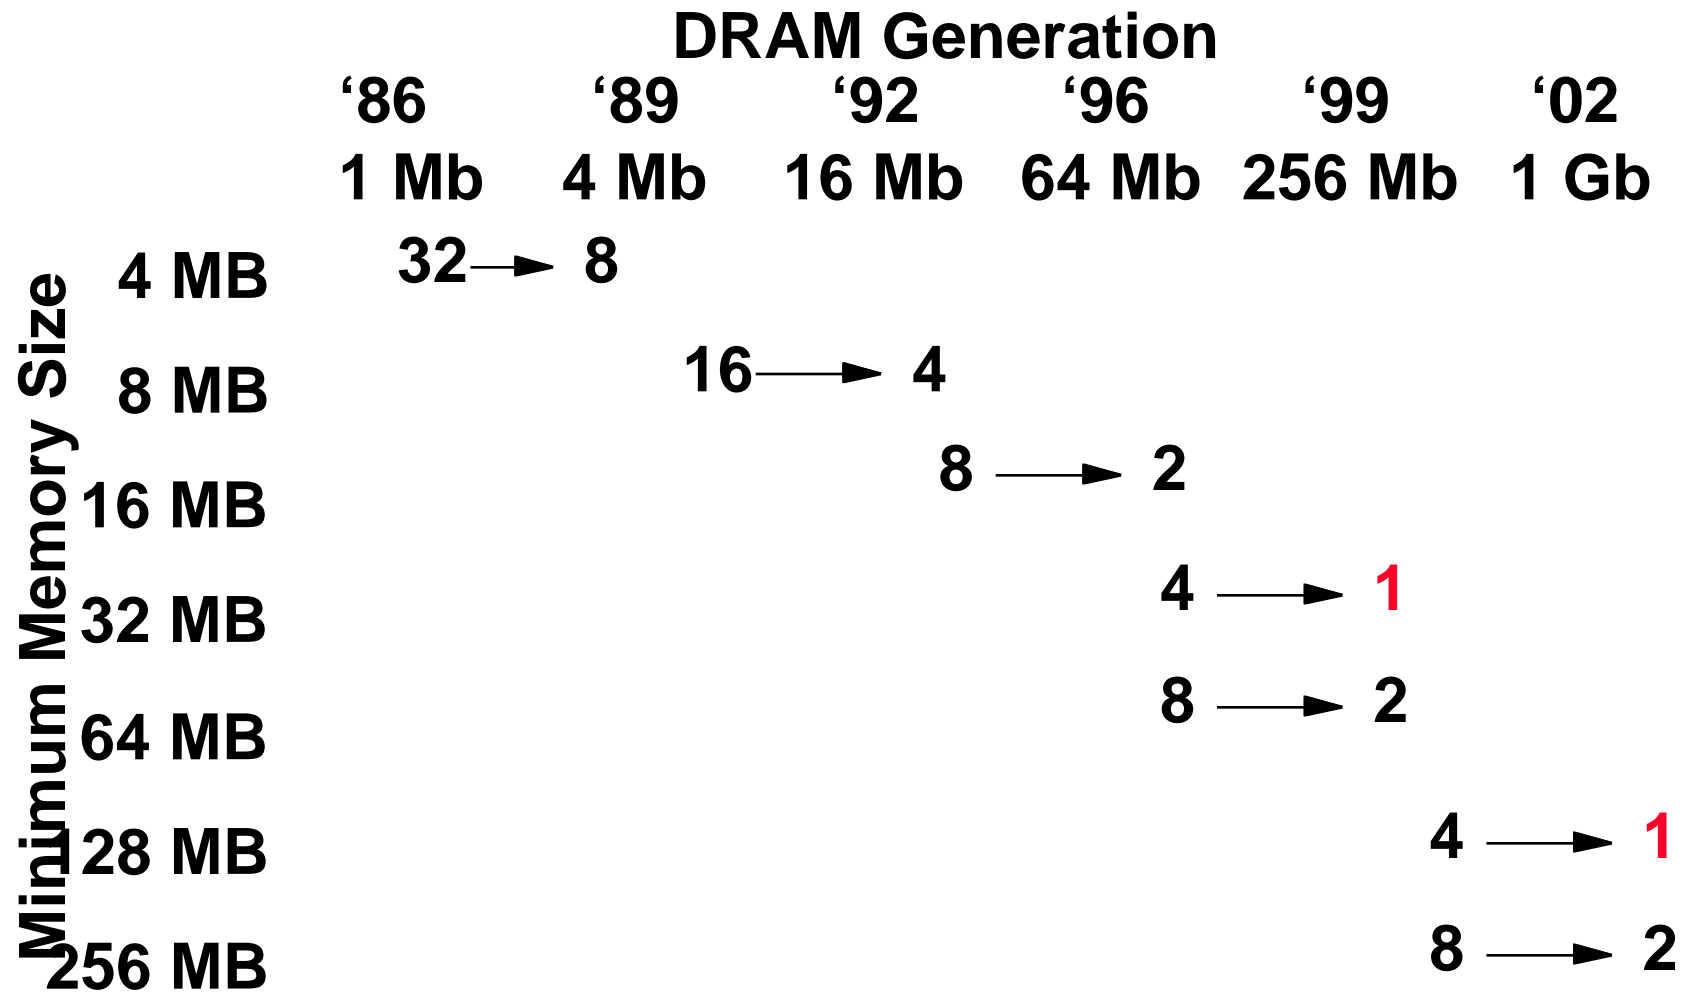 DRAM Generation
‘86 ‘89 ‘92 ‘96 ‘99 ‘02
1 Mb 4 Mb 16 Mb 64 Mb 256 Mb 1 Gb
Minimum Memory Size
4 MB 32 8
8 MB 16 4
16 MB 8 2
32 MB 4 1
64 MB 8 2
128 MB 4 1
256 MB 8 2